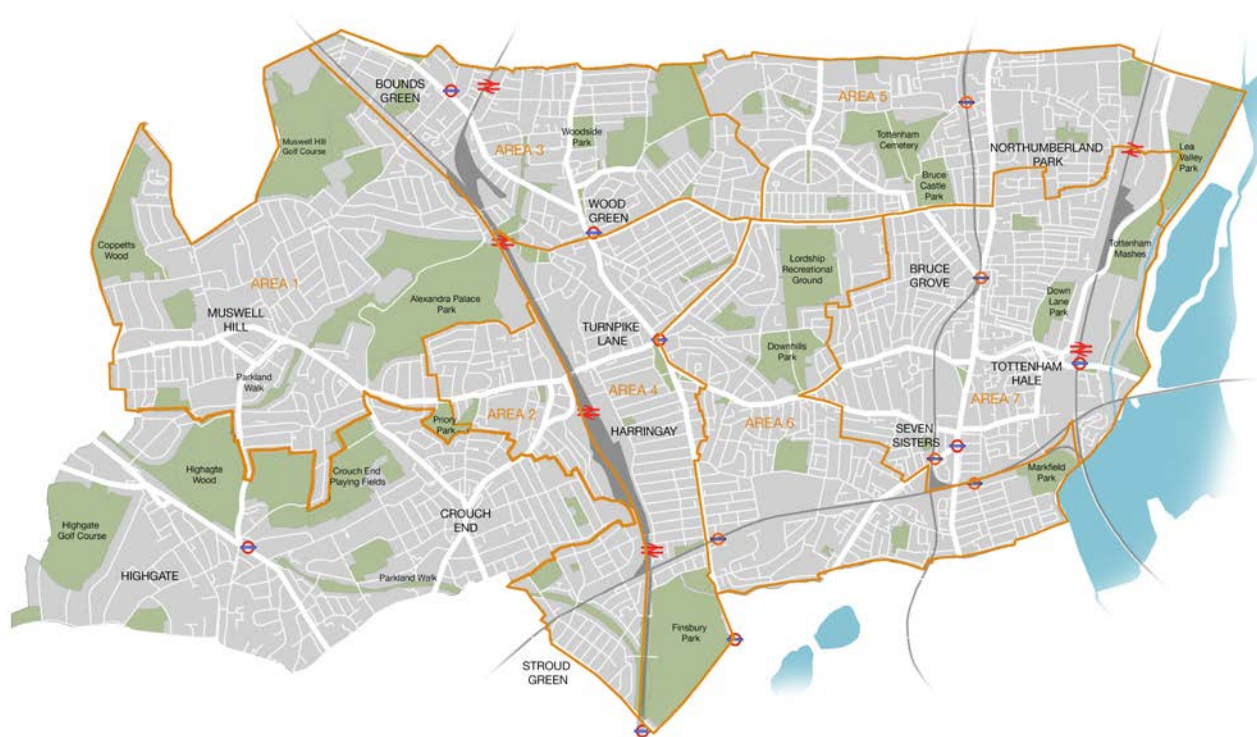 BOUNDS
GREEN
AREA 5
Muswell Hill
Golf Course
Woodside
Park
AREA 3
Tottenham
Cemetery
NORTHUMBERLAND
PARK
Lea
Valley
Park
Bruce
Castle
Park
WOOD
GREEN
Coppetts
Wood
Lordship
Recreational
Ground
Tottenham
Mashes
AREA 1
BRUCE
GROVE
Alexandra Palace
Park
Down
Lane
Park
MUSWELL
HILL
TURNPIKE
LANE
Downhills
Park
TOTTENHAM
HALE
Parkland
Walk
AREA 4
AREA 7
AREA 2
Priory
Park
AREA 6
HARRINGAY
SEVEN
SISTERS
Highagte
Wood
Crouch End
Playing Fields
Markfield
Park
CROUCH
END
Highgate
Golf Course
HIGHGATE
Parkland Walk
Finsbury
Park
STROUD
GREEN